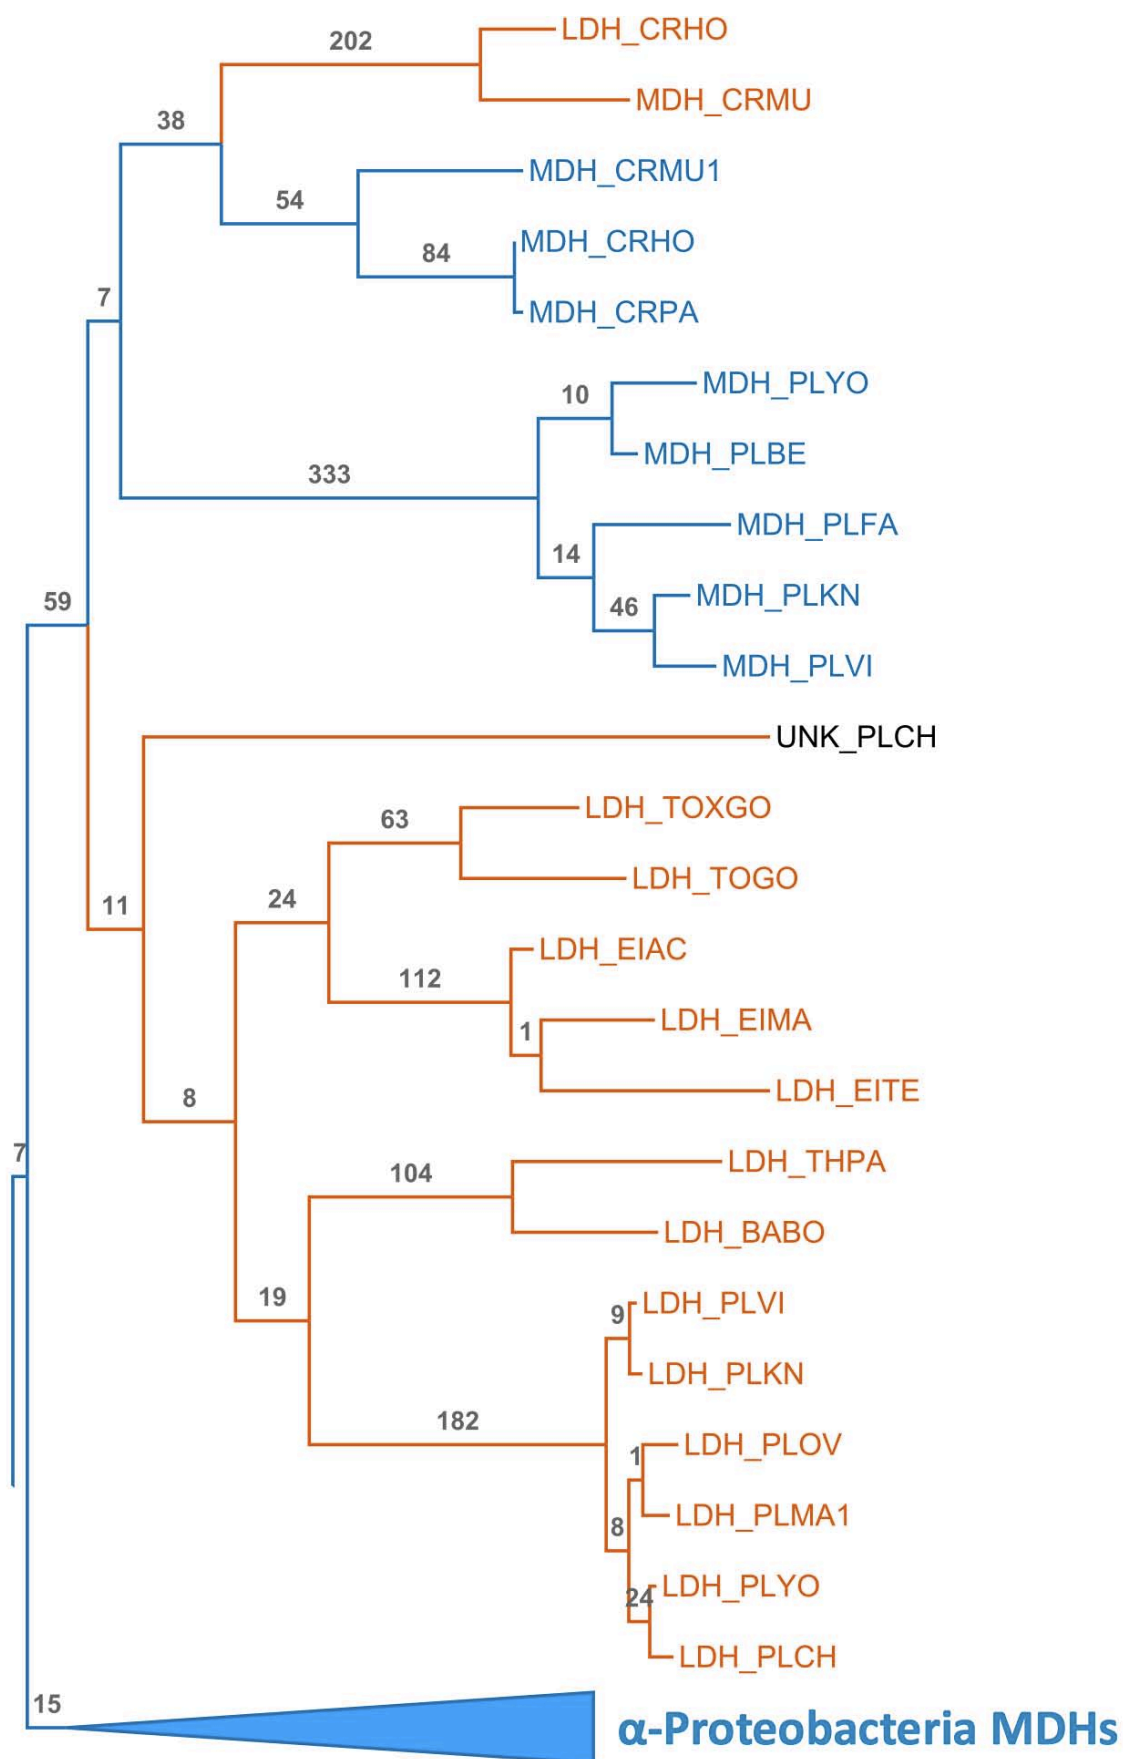 LDH_CRHO
202
MDH_CRMU
38
MDH_CRMU1
54
MDH_CRHO
84
MDH_CRPA
7
MDH_PLYO
10
MDH_PLBE
333
MDH_PLFA
14
MDH_PLKN
46
59
MDH_PLVI
UNK_PLCH
LDH_TOXGO
63
LDH_TOGO
24
11
LDH_EIAC
112
LDH_EIMA
1
LDH_EITE
8
7
LDH_THPA
104
LDH_BABO
19
LDH_PLVI
9
LDH_PLKN
182
LDH_PLOV
1
LDH_PLMA1
8
LDH_PLYO
24
LDH_PLCH
15
α-Proteobacteria MDHs